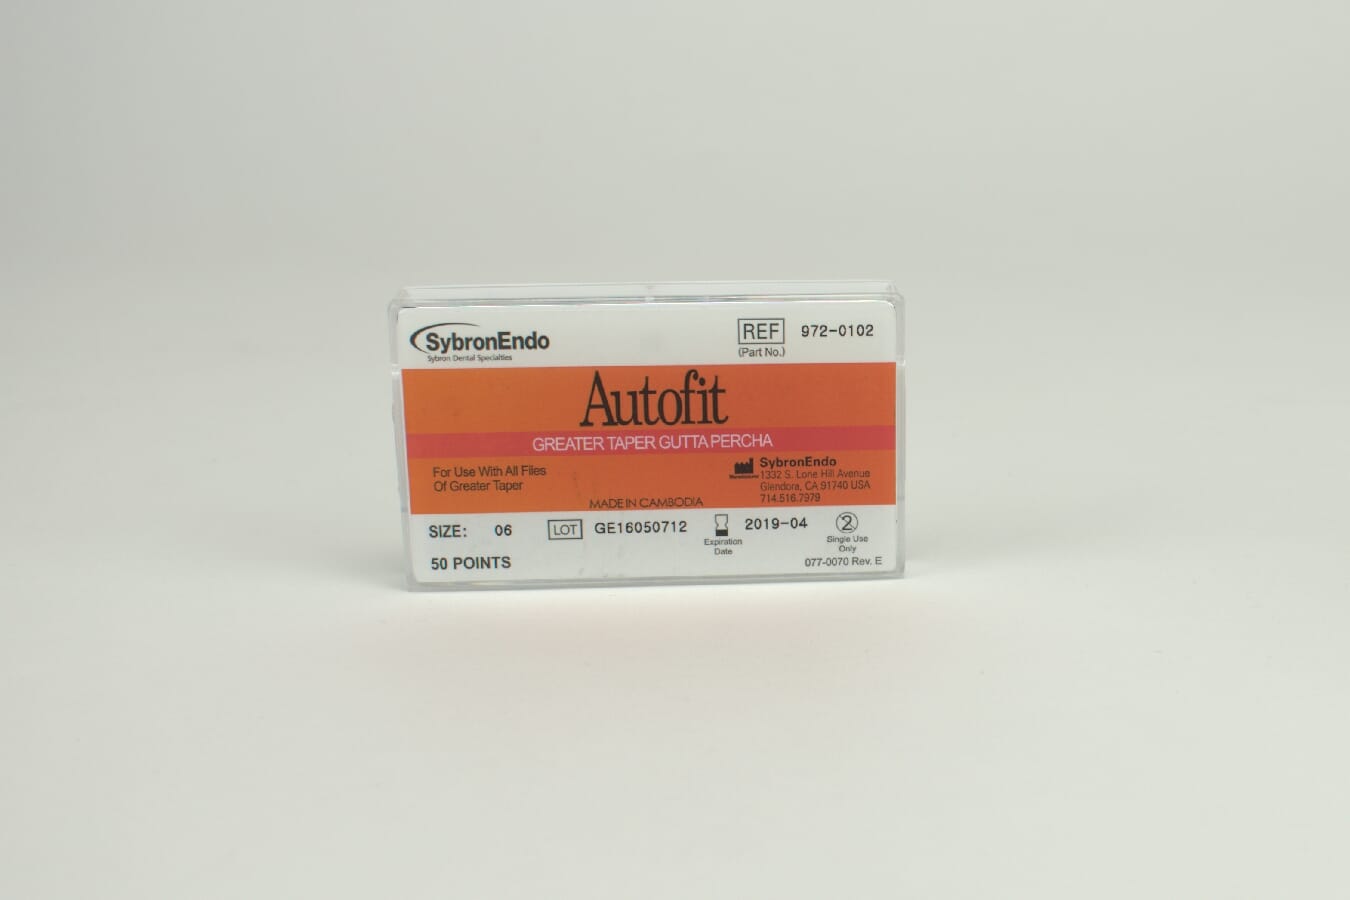 SybronEndo
Sybron Dental Specialties
REF 972-0102
(Part No.)
Autofit
GREATER TAPER GUTTA PERCHA
For Use With All Files
Of Greater Taper
SybronEndo
1332 S. Lone Hill Avenue
Glendora, CA 91740 USA
714.516.7979
MADE IN CAMBODIA
SIZE: 06
LOT GE16050712
Expiration
Date
2019-04
2
Single Use
Only
50 POINTS
077-0070 Rev. E